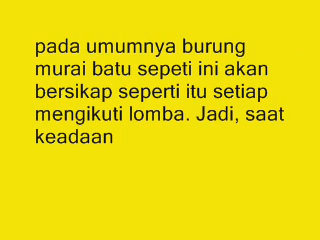 pada umumnya burung
murai batu sepeti ini akan
bersikap seperti itu setiap
mengikuti lomba. Jadi, saat
keadaan